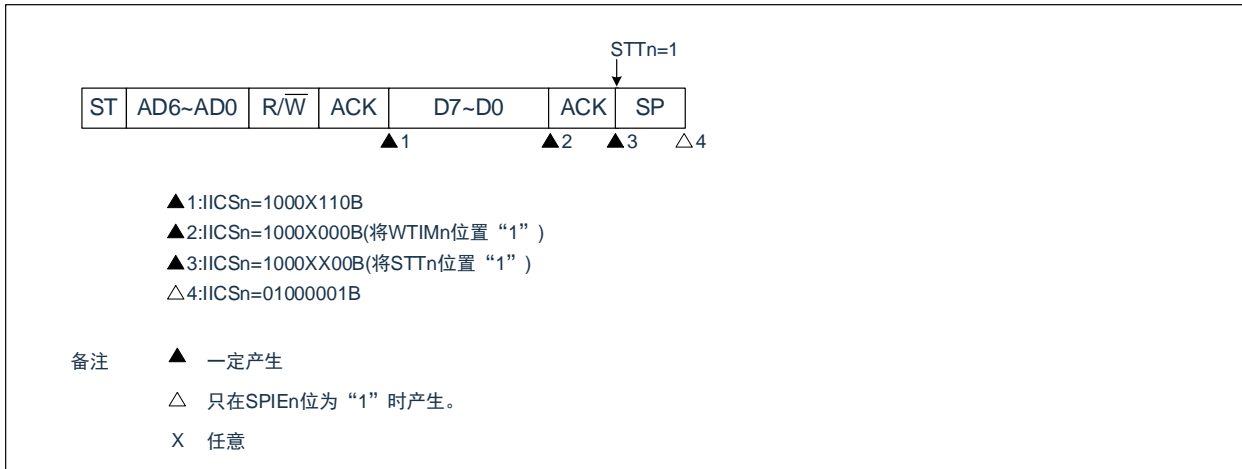 STTn=1
ST AD6~AD0 R/W ACK D7~D0 ACK SP
▲1 ▲2 ▲3 △4
▲1:IICSn=1000X110B
▲2:IICSn=1000X000B(将WTIMn位置“1”)
▲3:IICSn=1000XX00B(将STTn位置“1”)
△4:IICSn=01000001B
备注 ▲ 一定产生
△ 只在SPIEn位为“1”时产生。
X 任意